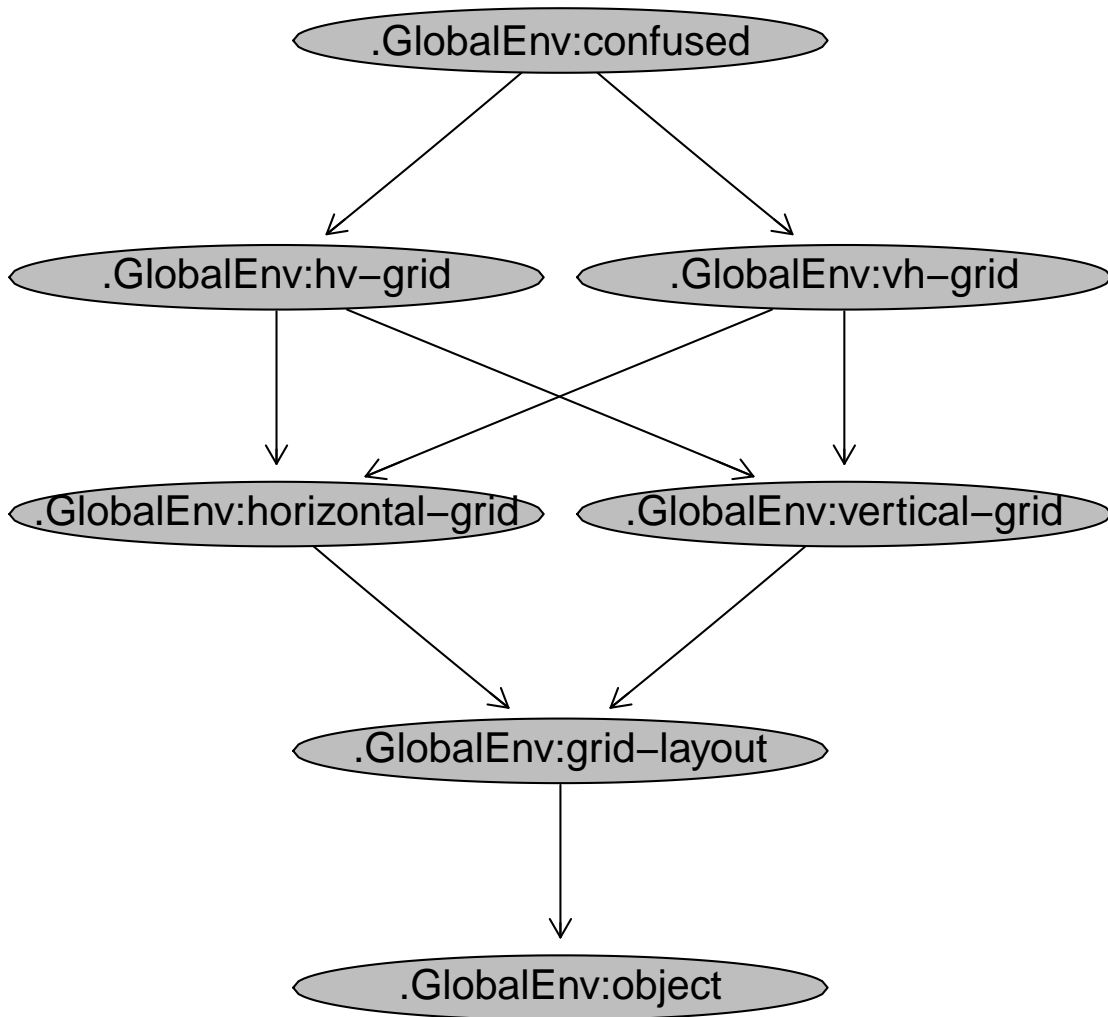 .GlobalEnv:confused
.GlobalEnv:hv−grid
.GlobalEnv:vh−grid
.GlobalEnv:horizontal−grid
.GlobalEnv:vertical−grid
.GlobalEnv:grid−layout
.GlobalEnv:object